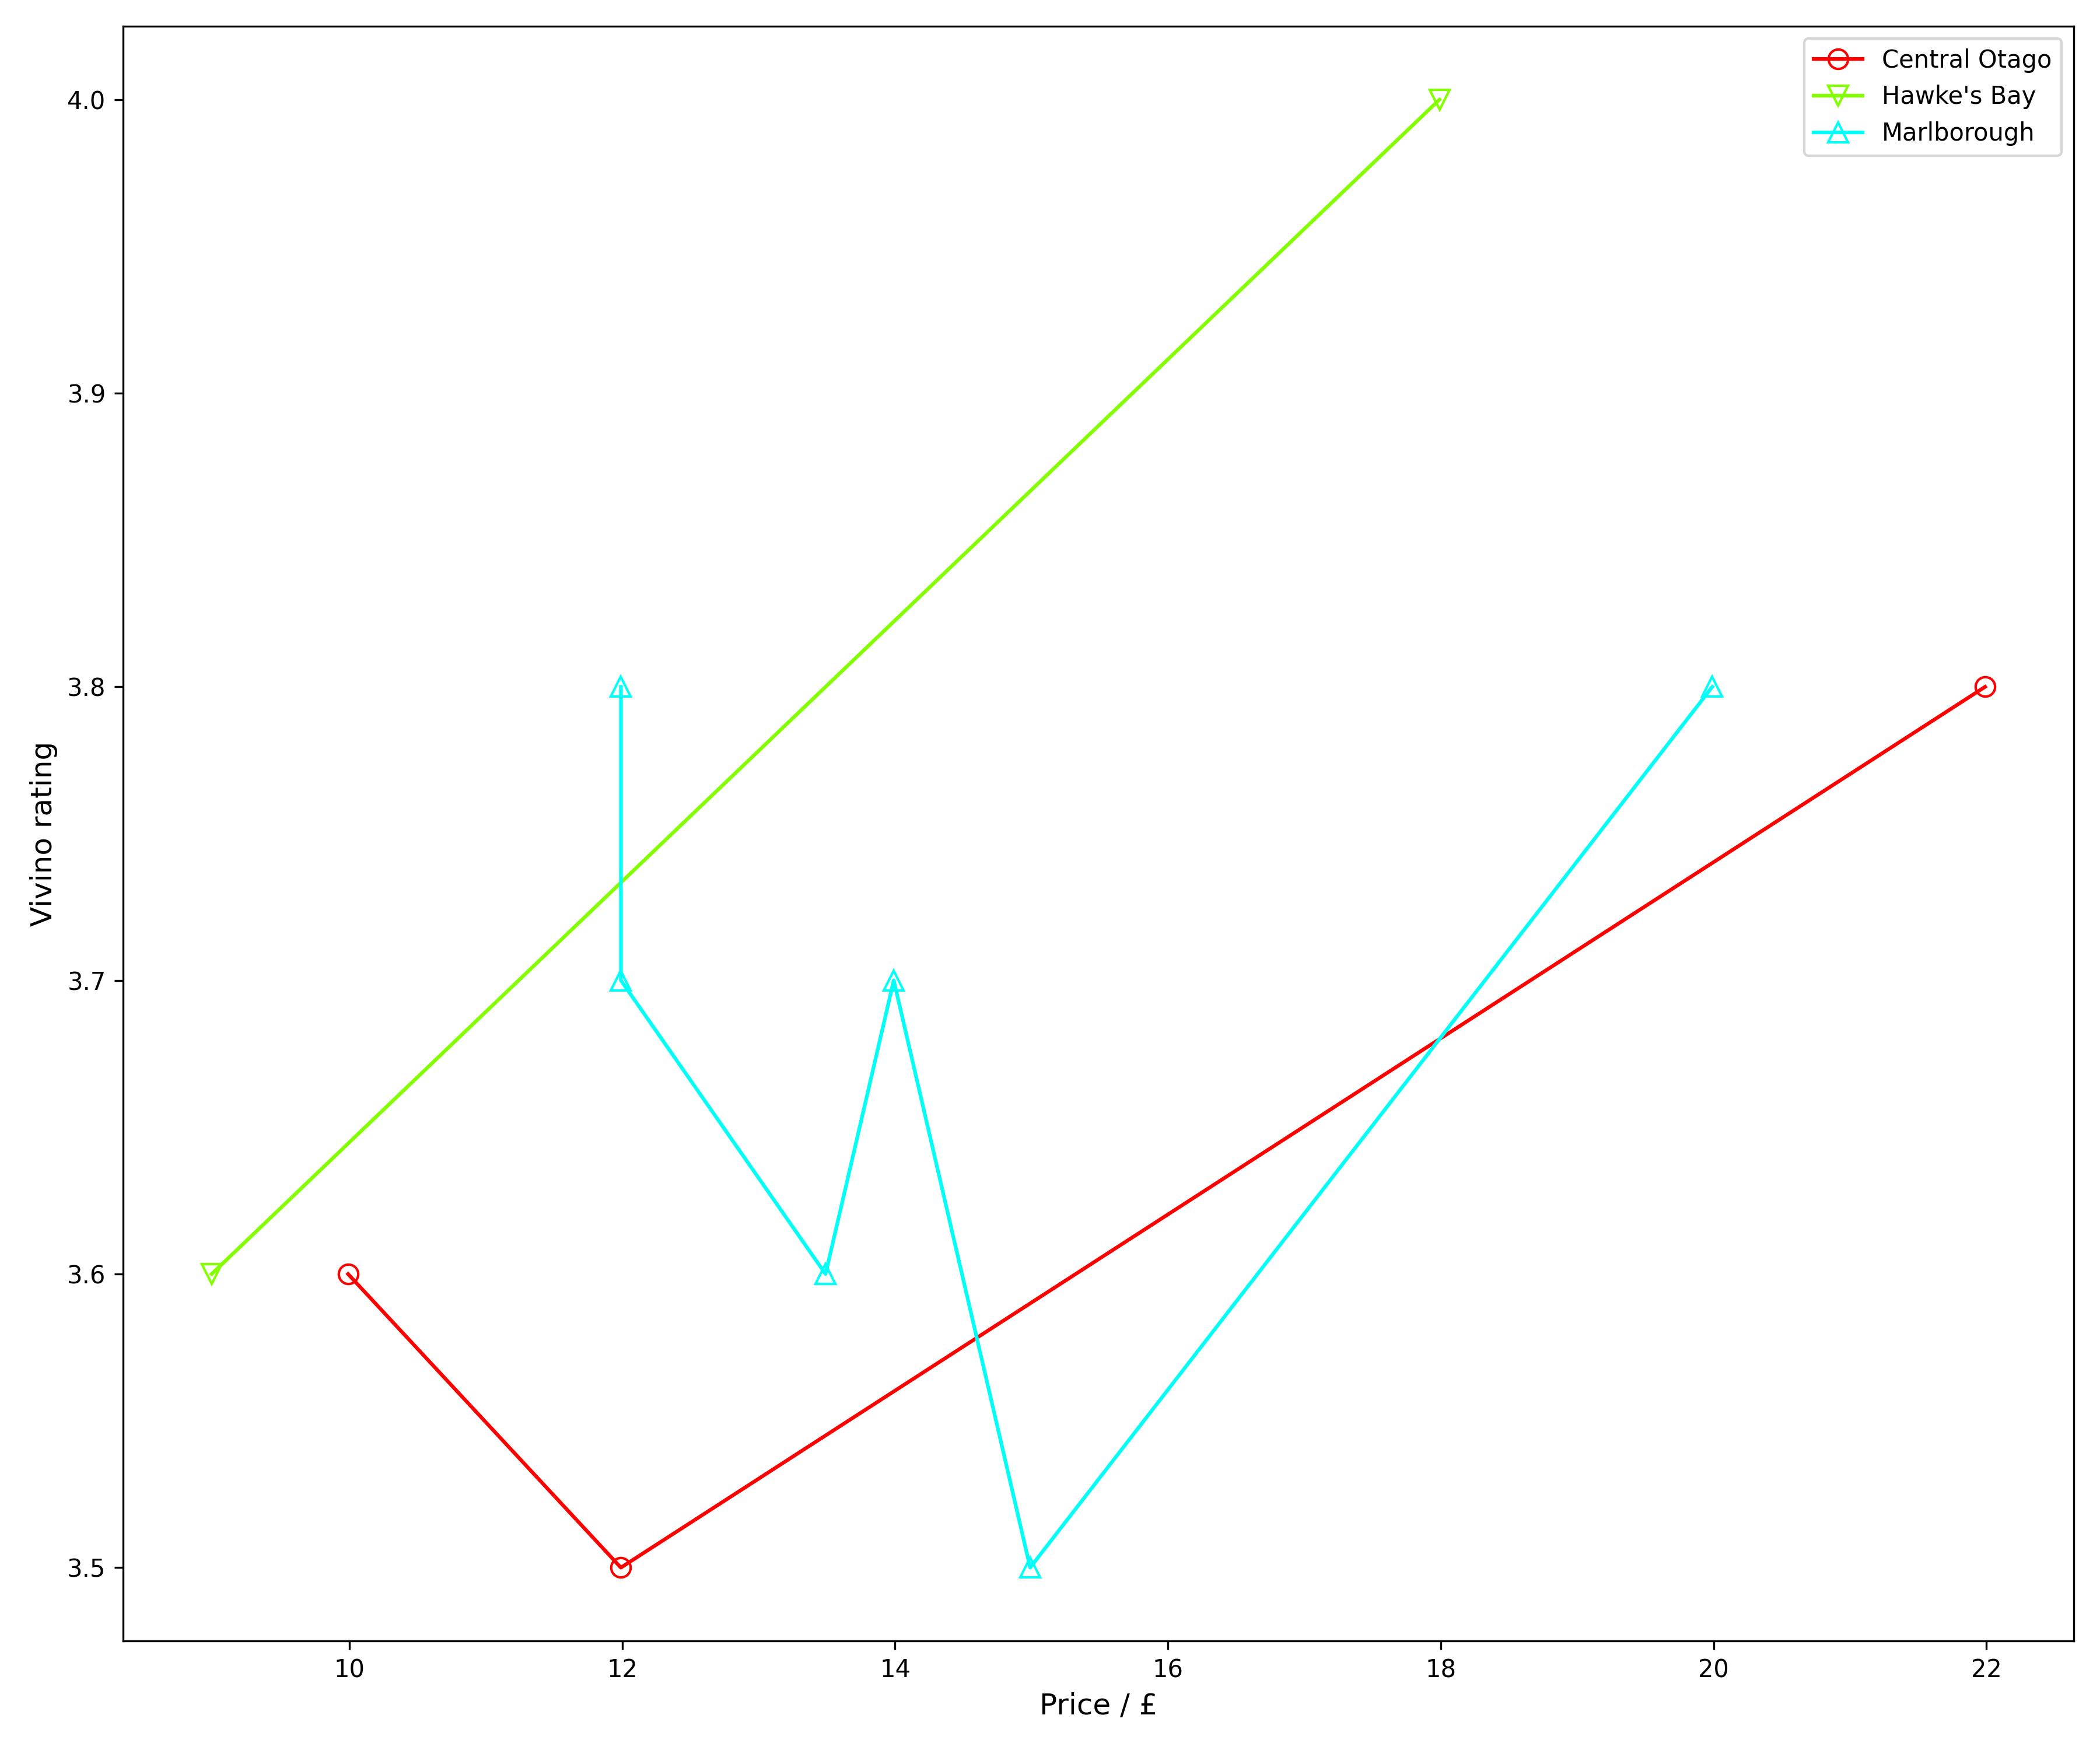 Central Otago
Hawke's Bay
Marlborough
4.0
3.9
3.8
3.7
3.6
3.5
Vivino rating
10 12 14 16 18 20 22
Price / £